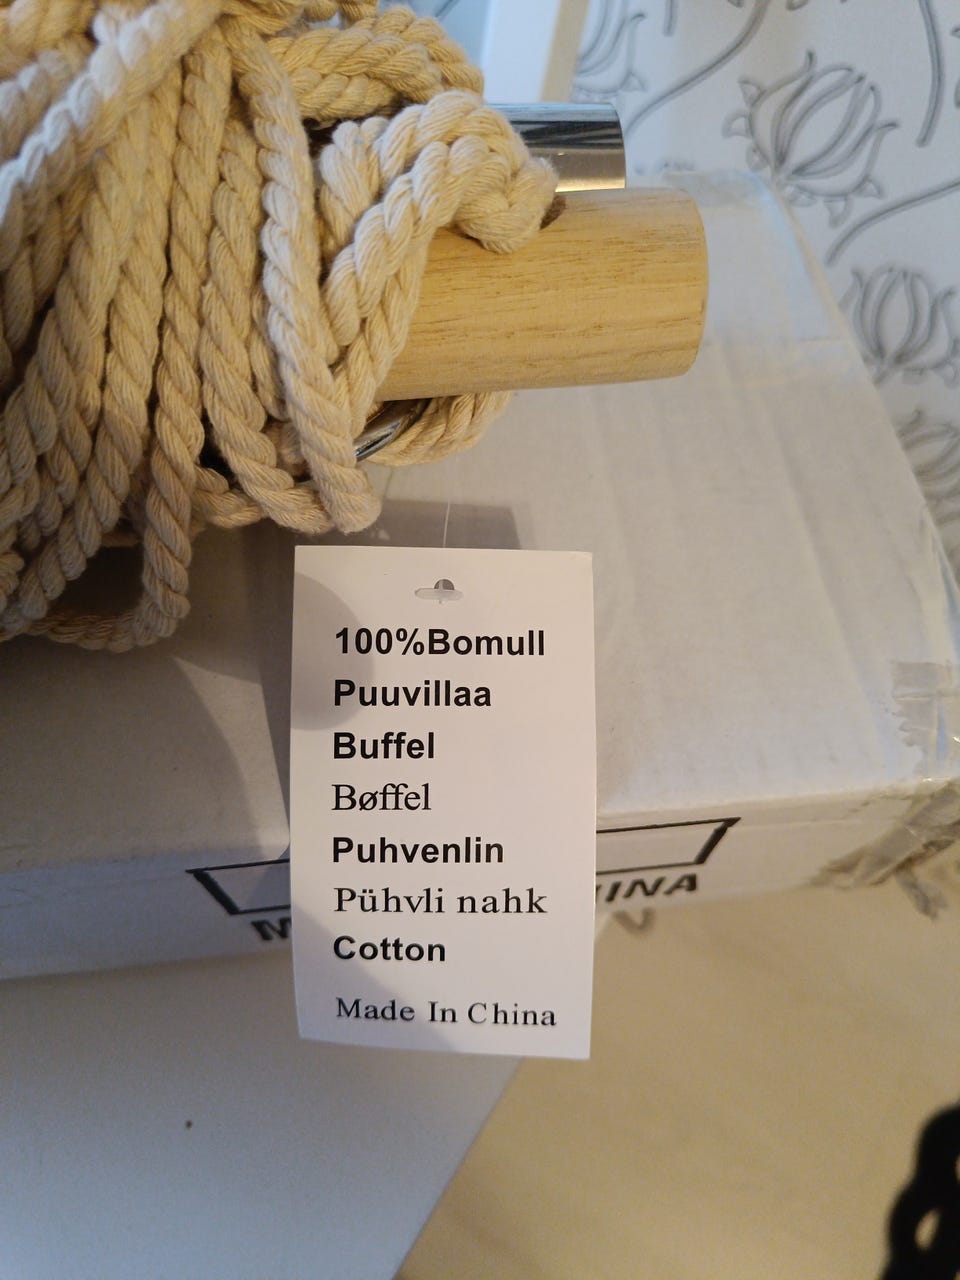 100%Bomull
Puuvillaa
Buffel
Bøffel
Puhvenlin
Pühvli nahk
Cotton
Made In China